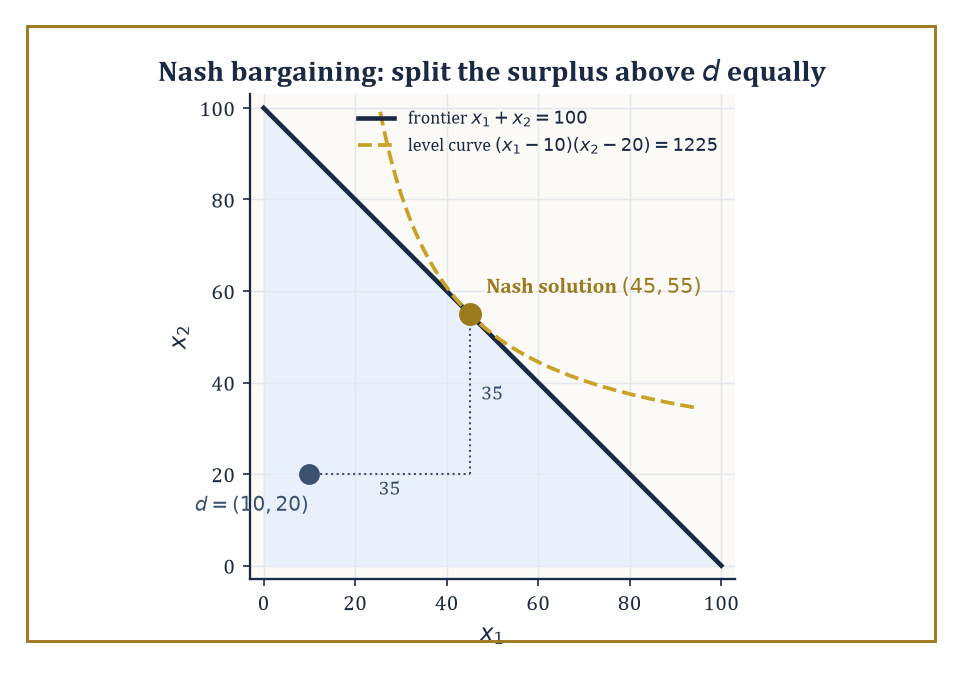 Nash bargaining: split the surplus above d equally
frontier x₁ + x₂ = 100
level curve (x₁ − 10)(x₂ − 20) = 1225
100
80
60
40
20
0
x₂
Nash solution (45, 55)
35
35
d = (10, 20)
0 20 40 60 80 100
x₁